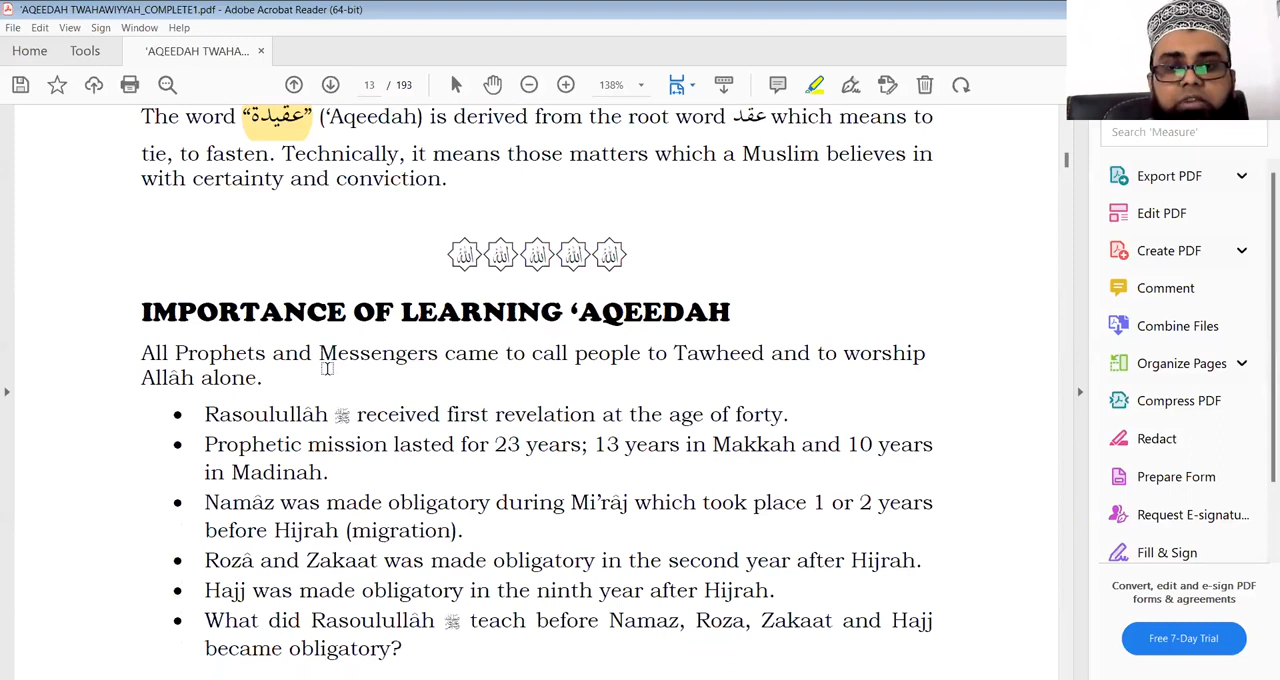 'AQEEDAH TWAHAWIYYAH_COMPLETE1.pdf - Adobe Acrobat Reader (64-bit)
File Edit View Sign Window Help
Home Tools 'AQEEDAH TWAHA... ×
13 / 193 138%
The word “عقيدة” (‘Aqeedah) is derived from the root word عقد which means to
tie, to fasten. Technically, it means those matters which a Muslim believes in
with certainty and conviction.
الله الله الله الله الله
IMPORTANCE OF LEARNING ‘AQEEDAH
All Prophets and Messengers came to call people to Tawheed and to worship
Allâh alone.
• Rasoulullâh ﷺ received first revelation at the age of forty.
• Prophetic mission lasted for 23 years; 13 years in Makkah and 10 years
in Madinah.
• Namâz was made obligatory during Mi’râj which took place 1 or 2 years
before Hijrah (migration).
• Rozâ and Zakaat was made obligatory in the second year after Hijrah.
• Hajj was made obligatory in the ninth year after Hijrah.
• What did Rasoulullâh ﷺ teach before Namaz, Roza, Zakaat and Hajj
became obligatory?
Search 'Measure'
Export PDF
Edit PDF
Create PDF
Comment
Combine Files
Organize Pages
Compress PDF
Redact
Prepare Form
Request E-signatu...
Fill & Sign
Convert, edit and e-sign PDF
forms & agreements
Free 7-Day Trial